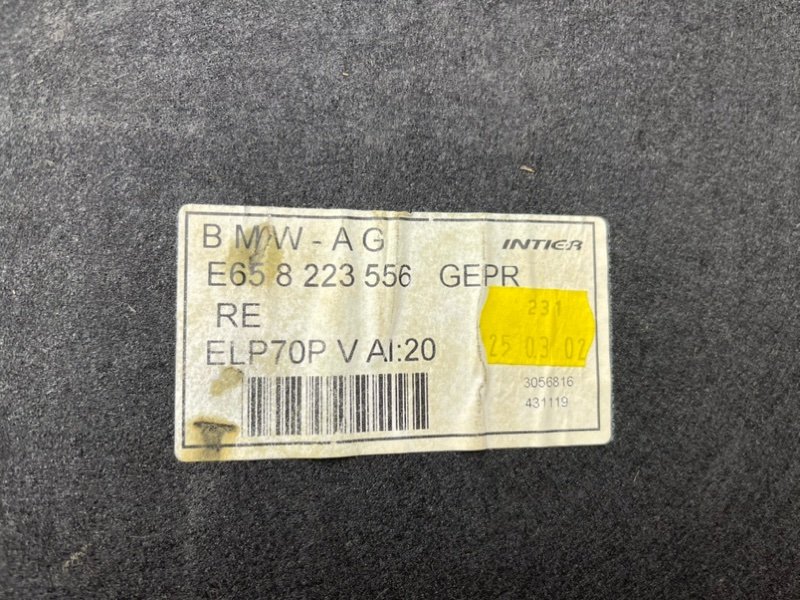 BMW-AG
INTIER
E65 8 223 556 GEPR
RE
231
25.03.02
ELP70P V AI:20
3056816
431119